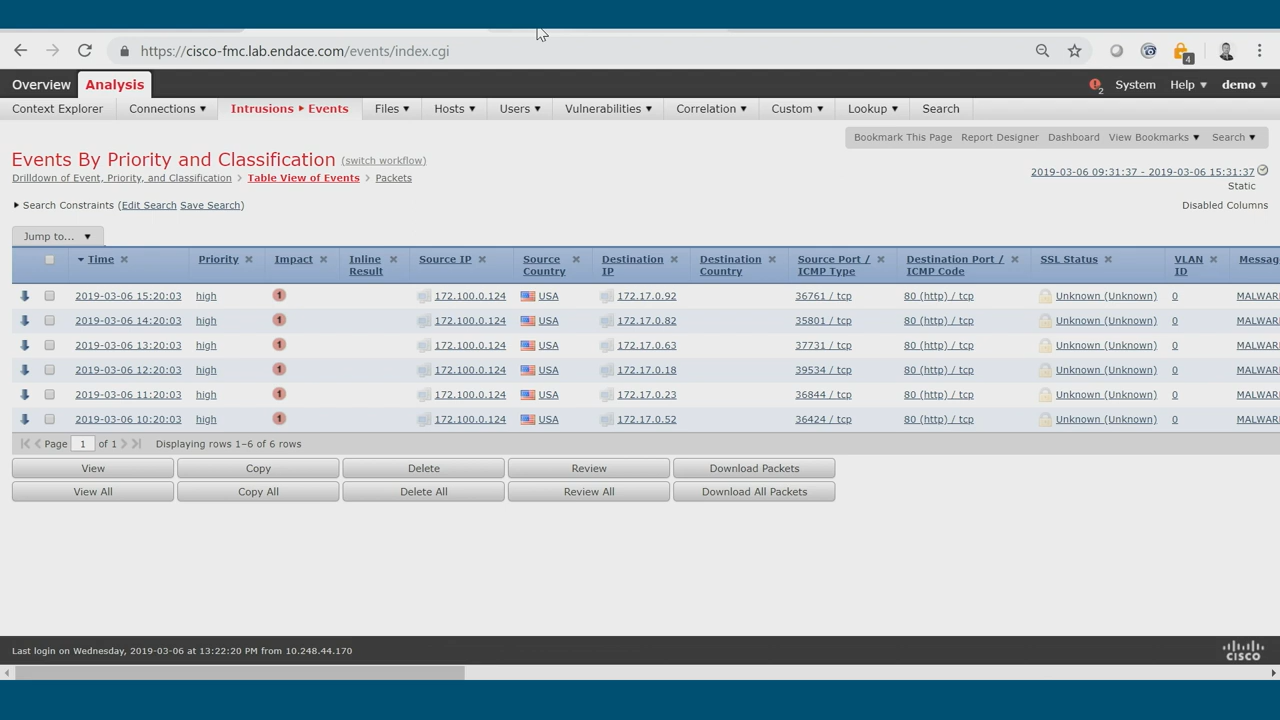 https://cisco-fmc.lab.endace.com/events/index.cgi
4
Overview Analysis 2 System Help demo
Context Explorer Connections Intrusions ▸ Events Files Hosts Users Vulnerabilities Correlation Custom Lookup Search
Bookmark This Page Report Designer Dashboard View Bookmarks Search
Events By Priority and Classification (switch workflow)
2019-03-06 09:31:37 - 2019-03-06 15:31:37
Drilldown of Event, Priority, and Classification > Table View of Events > Packets
Static
Search Constraints (Edit Search Save Search)
Disabled Columns
Jump to...
Time Priority Impact Inline Result Source IP Source Country Destination IP Destination Country Source Port / ICMP Type Destination Port / ICMP Code SSL Status VLAN ID Messag
2019-03-06 15:20:03 high 1 172.100.0.124 USA 172.17.0.92 36761 / tcp 80 (http) / tcp Unknown (Unknown) 0 MALWAR
2019-03-06 14:20:03 high 1 172.100.0.124 USA 172.17.0.82 35801 / tcp 80 (http) / tcp Unknown (Unknown) 0 MALWAR
2019-03-06 13:20:03 high 1 172.100.0.124 USA 172.17.0.63 37731 / tcp 80 (http) / tcp Unknown (Unknown) 0 MALWAR
2019-03-06 12:20:03 high 1 172.100.0.124 USA 172.17.0.18 39534 / tcp 80 (http) / tcp Unknown (Unknown) 0 MALWAR
2019-03-06 11:20:03 high 1 172.100.0.124 USA 172.17.0.23 36844 / tcp 80 (http) / tcp Unknown (Unknown) 0 MALWAR
2019-03-06 10:20:03 high 1 172.100.0.124 USA 172.17.0.52 36424 / tcp 80 (http) / tcp Unknown (Unknown) 0 MALWAR
Page 1 of 1 Displaying rows 1–6 of 6 rows
View Copy Delete Review Download Packets
View All Copy All Delete All Review All Download All Packets
Last login on Wednesday, 2019-03-06 at 13:22:20 PM from 10.248.44.170
CISCO